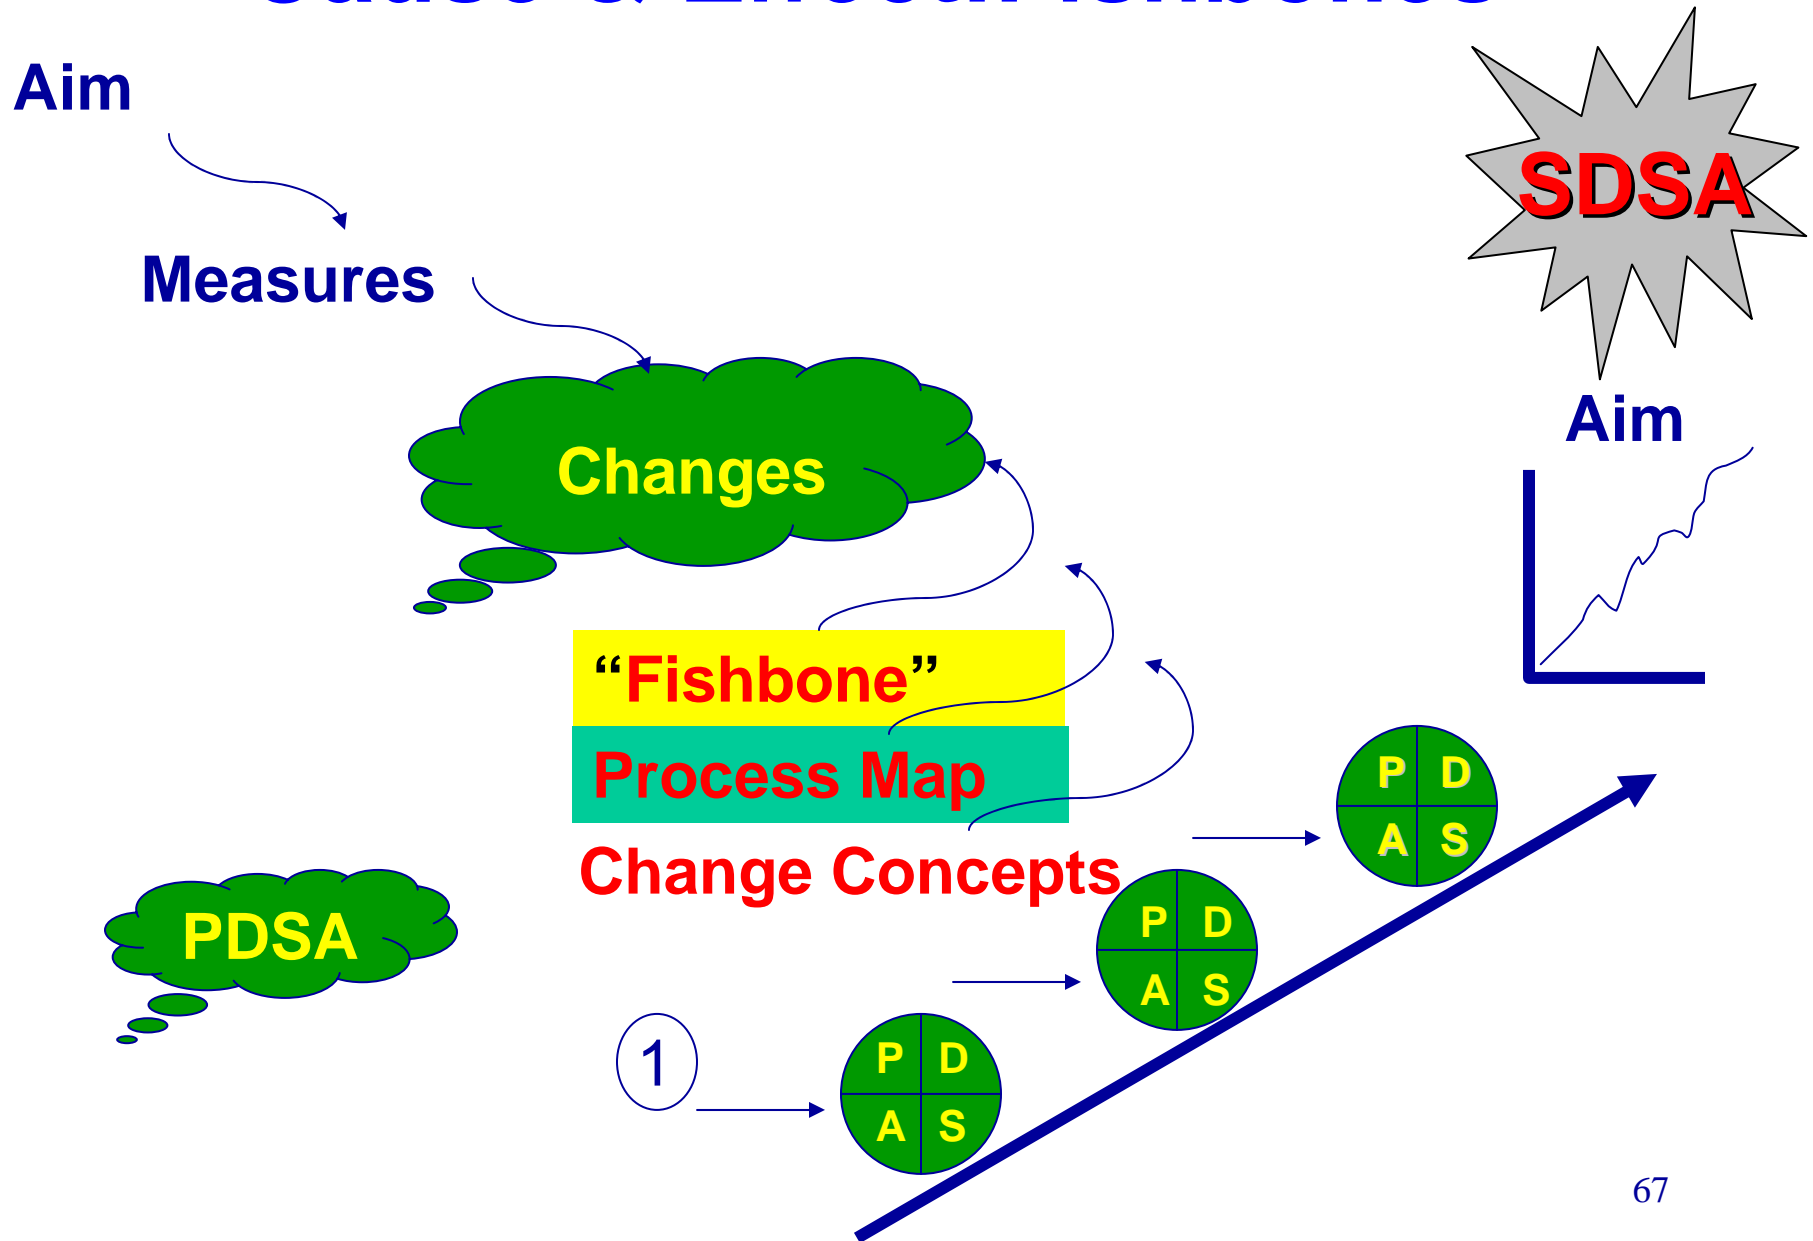 Aim
SDSA
Measures
Aim
Changes
“Fishbone”
Process Map
Change Concepts
P D
A S
PDSA
P D
A S
1
P D
A S
67